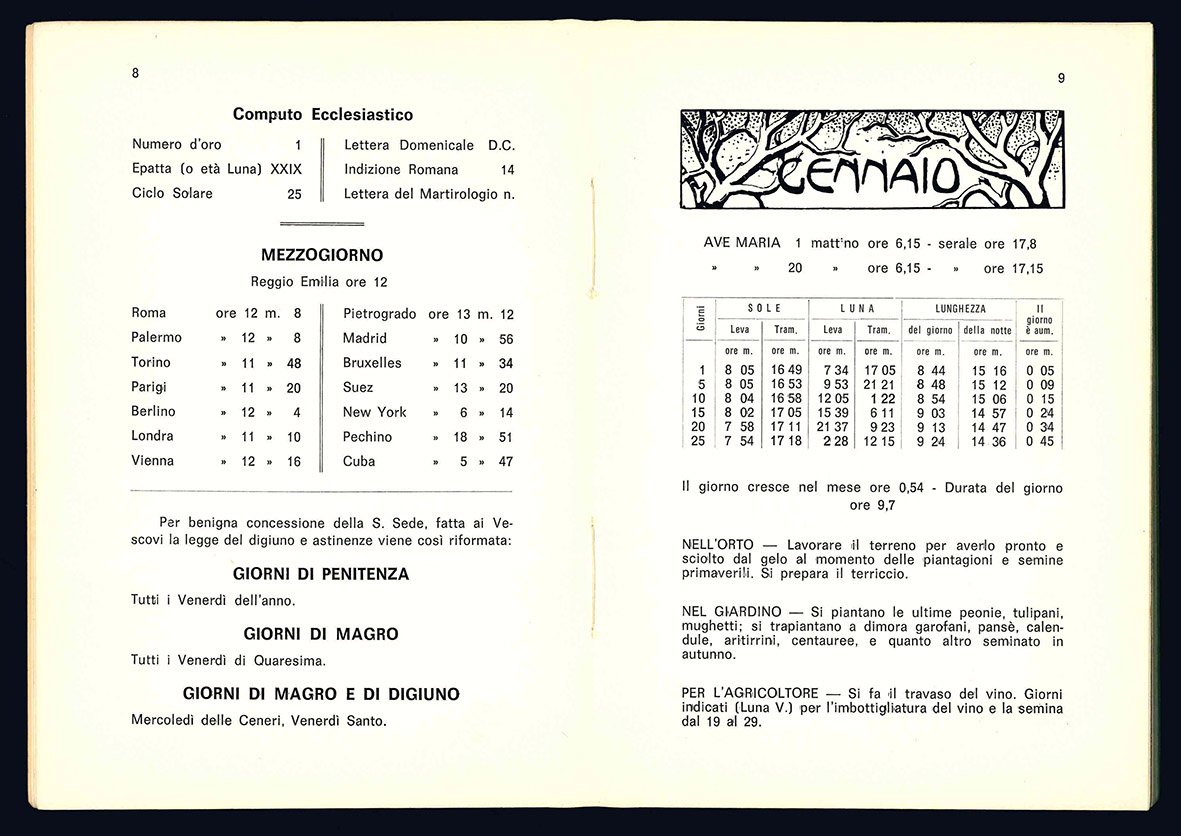 8
Computo Ecclesiastico
Numero d'oro 1
Epatta (o età Luna) XXIX
Ciclo Solare 25
Lettera Domenicale D.C.
Indizione Romana 14
Lettera del Martirologio n.
MEZZOGIORNO
Reggio Emilia ore 12
Roma ore 12 m. 8
Palermo » 12 » 8
Torino » 11 » 48
Parigi » 11 » 20
Berlino » 12 » 4
Londra » 11 » 10
Vienna » 12 » 16
Pietrogrado ore 13 m. 12
Madrid » 10 » 56
Bruxelles » 11 » 34
Suez » 13 » 20
New York » 6 » 14
Pechino » 18 » 51
Cuba » 5 » 47
Per benigna concessione della S. Sede, fatta ai Ve-
scovi la legge del digiuno e astinenze viene così riformata:
GIORNI DI PENITENZA
Tutti i Venerdì dell'anno.
GIORNI DI MAGRO
Tutti i Venerdì di Quaresima.
GIORNI DI MAGRO E DI DIGIUNO
Mercoledì delle Ceneri, Venerdì Santo.
9
GENNAIO
AVE MARIA 1 matt'no ore 6,15 - serale ore 17,8
» » 20 » ore 6,15 - » ore 17,15
Giorni SOLE LUNA LUNGHEZZA Il giorno è aum.
Leva Tram. Leva Tram. del giorno della notte
ore m. ore m. ore m. ore m. ore m. ore m. ore m.
1 8 05 16 49 7 34 17 05 8 44 15 16 0 05
5 8 05 16 53 9 53 21 21 8 48 15 12 0 09
10 8 04 16 58 12 05 1 22 8 54 15 06 0 15
15 8 02 17 05 15 39 6 11 9 03 14 57 0 24
20 7 58 17 11 21 37 9 23 9 13 14 47 0 34
25 7 54 17 18 2 28 12 15 9 24 14 36 0 45
Il giorno cresce nel mese ore 0,54 - Durata del giorno
ore 9,7
NELL'ORTO — Lavorare il terreno per averlo pronto e
sciolto dal gelo al momento delle piantagioni e semine
primaverili. Si prepara il terriccio.
NEL GIARDINO — Si piantano le ultime peonie, tulipani,
mughetti; si trapiantano a dimora garofani, pansè, calen-
dule, aritirrini, centauree, e quanto altro seminato in
autunno.
PER L'AGRICOLTORE — Si fa il travaso del vino. Giorni
indicati (Luna V.) per l'imbottigliatura del vino e la semina
dal 19 al 29.